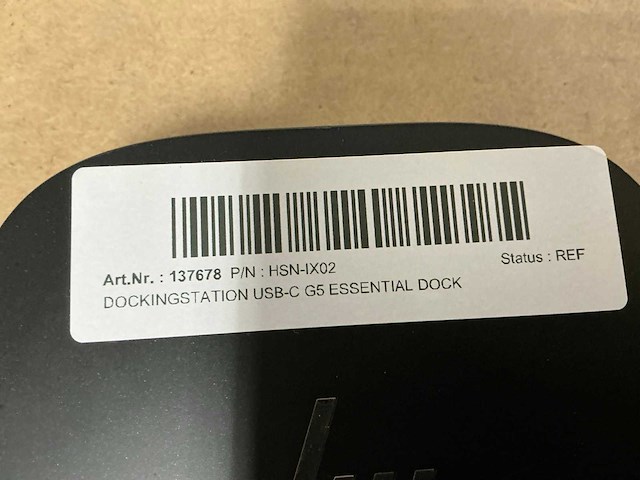 Art.Nr. : 137678 P/N : HSN-IX02
Status : REF
DOCKINGSTATION USB-C G5 ESSENTIAL DOCK